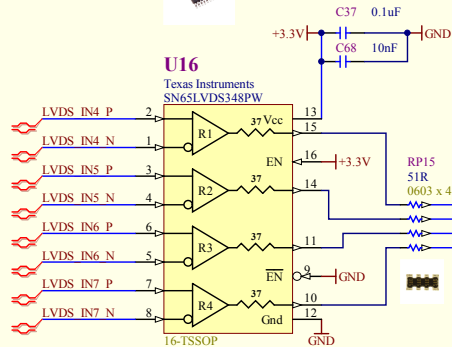 C37 0.1uF
+3.3V GND
C68 10nF
U16
Texas Instruments
SN65LVDS348PW
13
LVDS_IN4_P 2 R1 37 Vcc 15
LVDS_IN4_N 1 EN 16 +3.3V
RP15
LVDS_IN5_P 3 R2 37 14 51R
0603 x 4
LVDS_IN5_N 4
LVDS_IN6_P 6 R3 37 11
LVDS_IN6_N 5 EN 9 GND
LVDS_IN7_P 7 R4 37 10
LVDS_IN7_N 8 Gnd 12
16-TSSOP GND